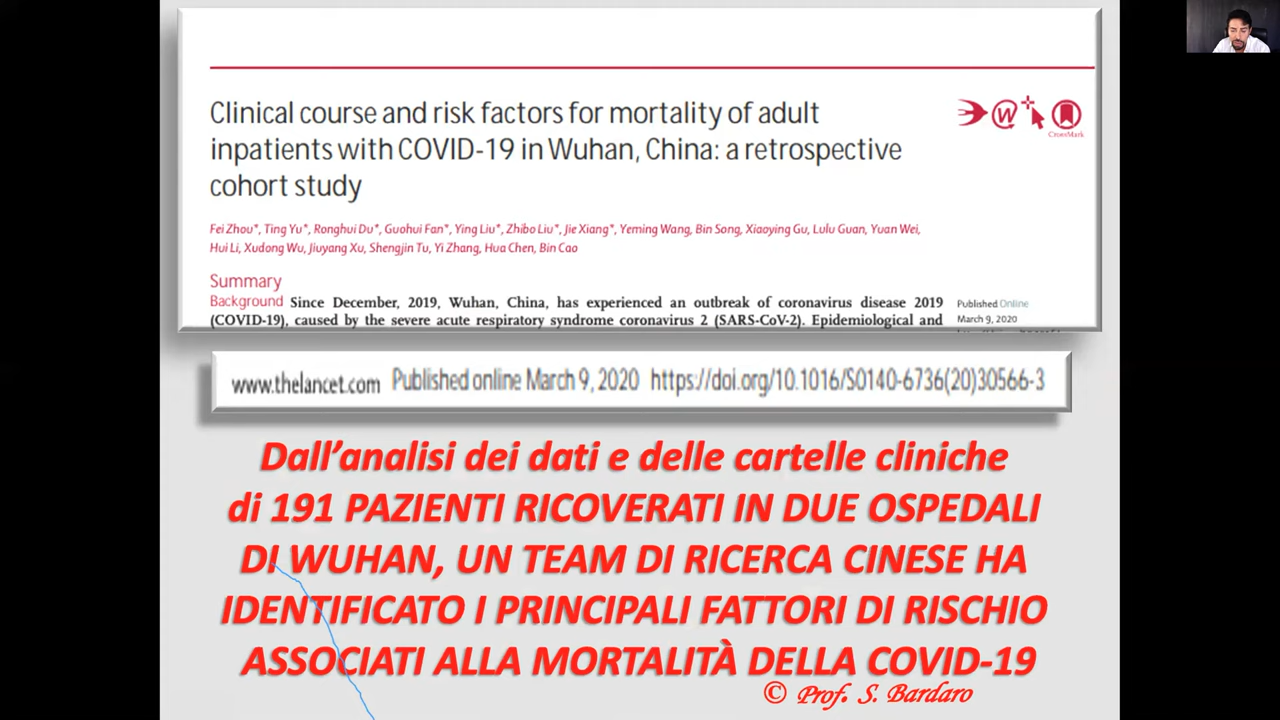 Clinical course and risk factors for mortality of adult
inpatients with COVID-19 in Wuhan, China: a retrospective
cohort study
CrossMark
Fei Zhou*, Ting Yu*, Ronghui Du*, Guohui Fan*, Ying Liu*, Zhibo Liu*, Jie Xiang*, Yeming Wang, Bin Song, Xiaoying Gu, Lulu Guan, Yuan Wei,
Hui Li, Xudong Wu, Jiuyang Xu, Shengjin Tu, Yi Zhang, Hua Chen, Bin Cao
Summary
Background Since December, 2019, Wuhan, China, has experienced an outbreak of coronavirus disease 2019
(COVID-19), caused by the severe acute respiratory syndrome coronavirus 2 (SARS-CoV-2). Epidemiological and
Published Online
March 9, 2020
www.thelancet.com Published online March 9, 2020 https://doi.org/10.1016/S0140-6736(20)30566-3
Dall'analisi dei dati e delle cartelle cliniche
di 191 PAZIENTI RICOVERATI IN DUE OSPEDALI
DI WUHAN, UN TEAM DI RICERCA CINESE HA
IDENTIFICATO I PRINCIPALI FATTORI DI RISCHIO
ASSOCIATI ALLA MORTALITÀ DELLA COVID-19
© Prof. S. Bardaro